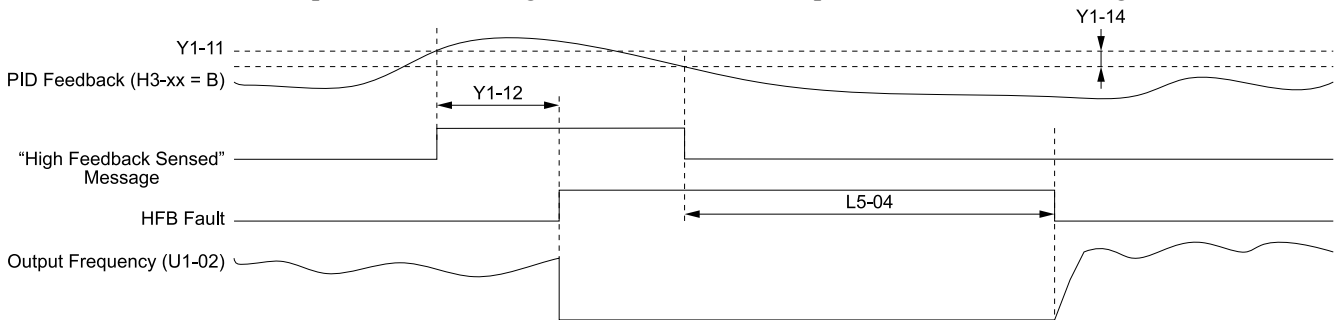 Y1-14
Y1-11
PID Feedback (H3-xx = B)
Y1-12
“High Feedback Sensed”
Message
L5-04
HFB Fault
Output Frequency (U1-02)